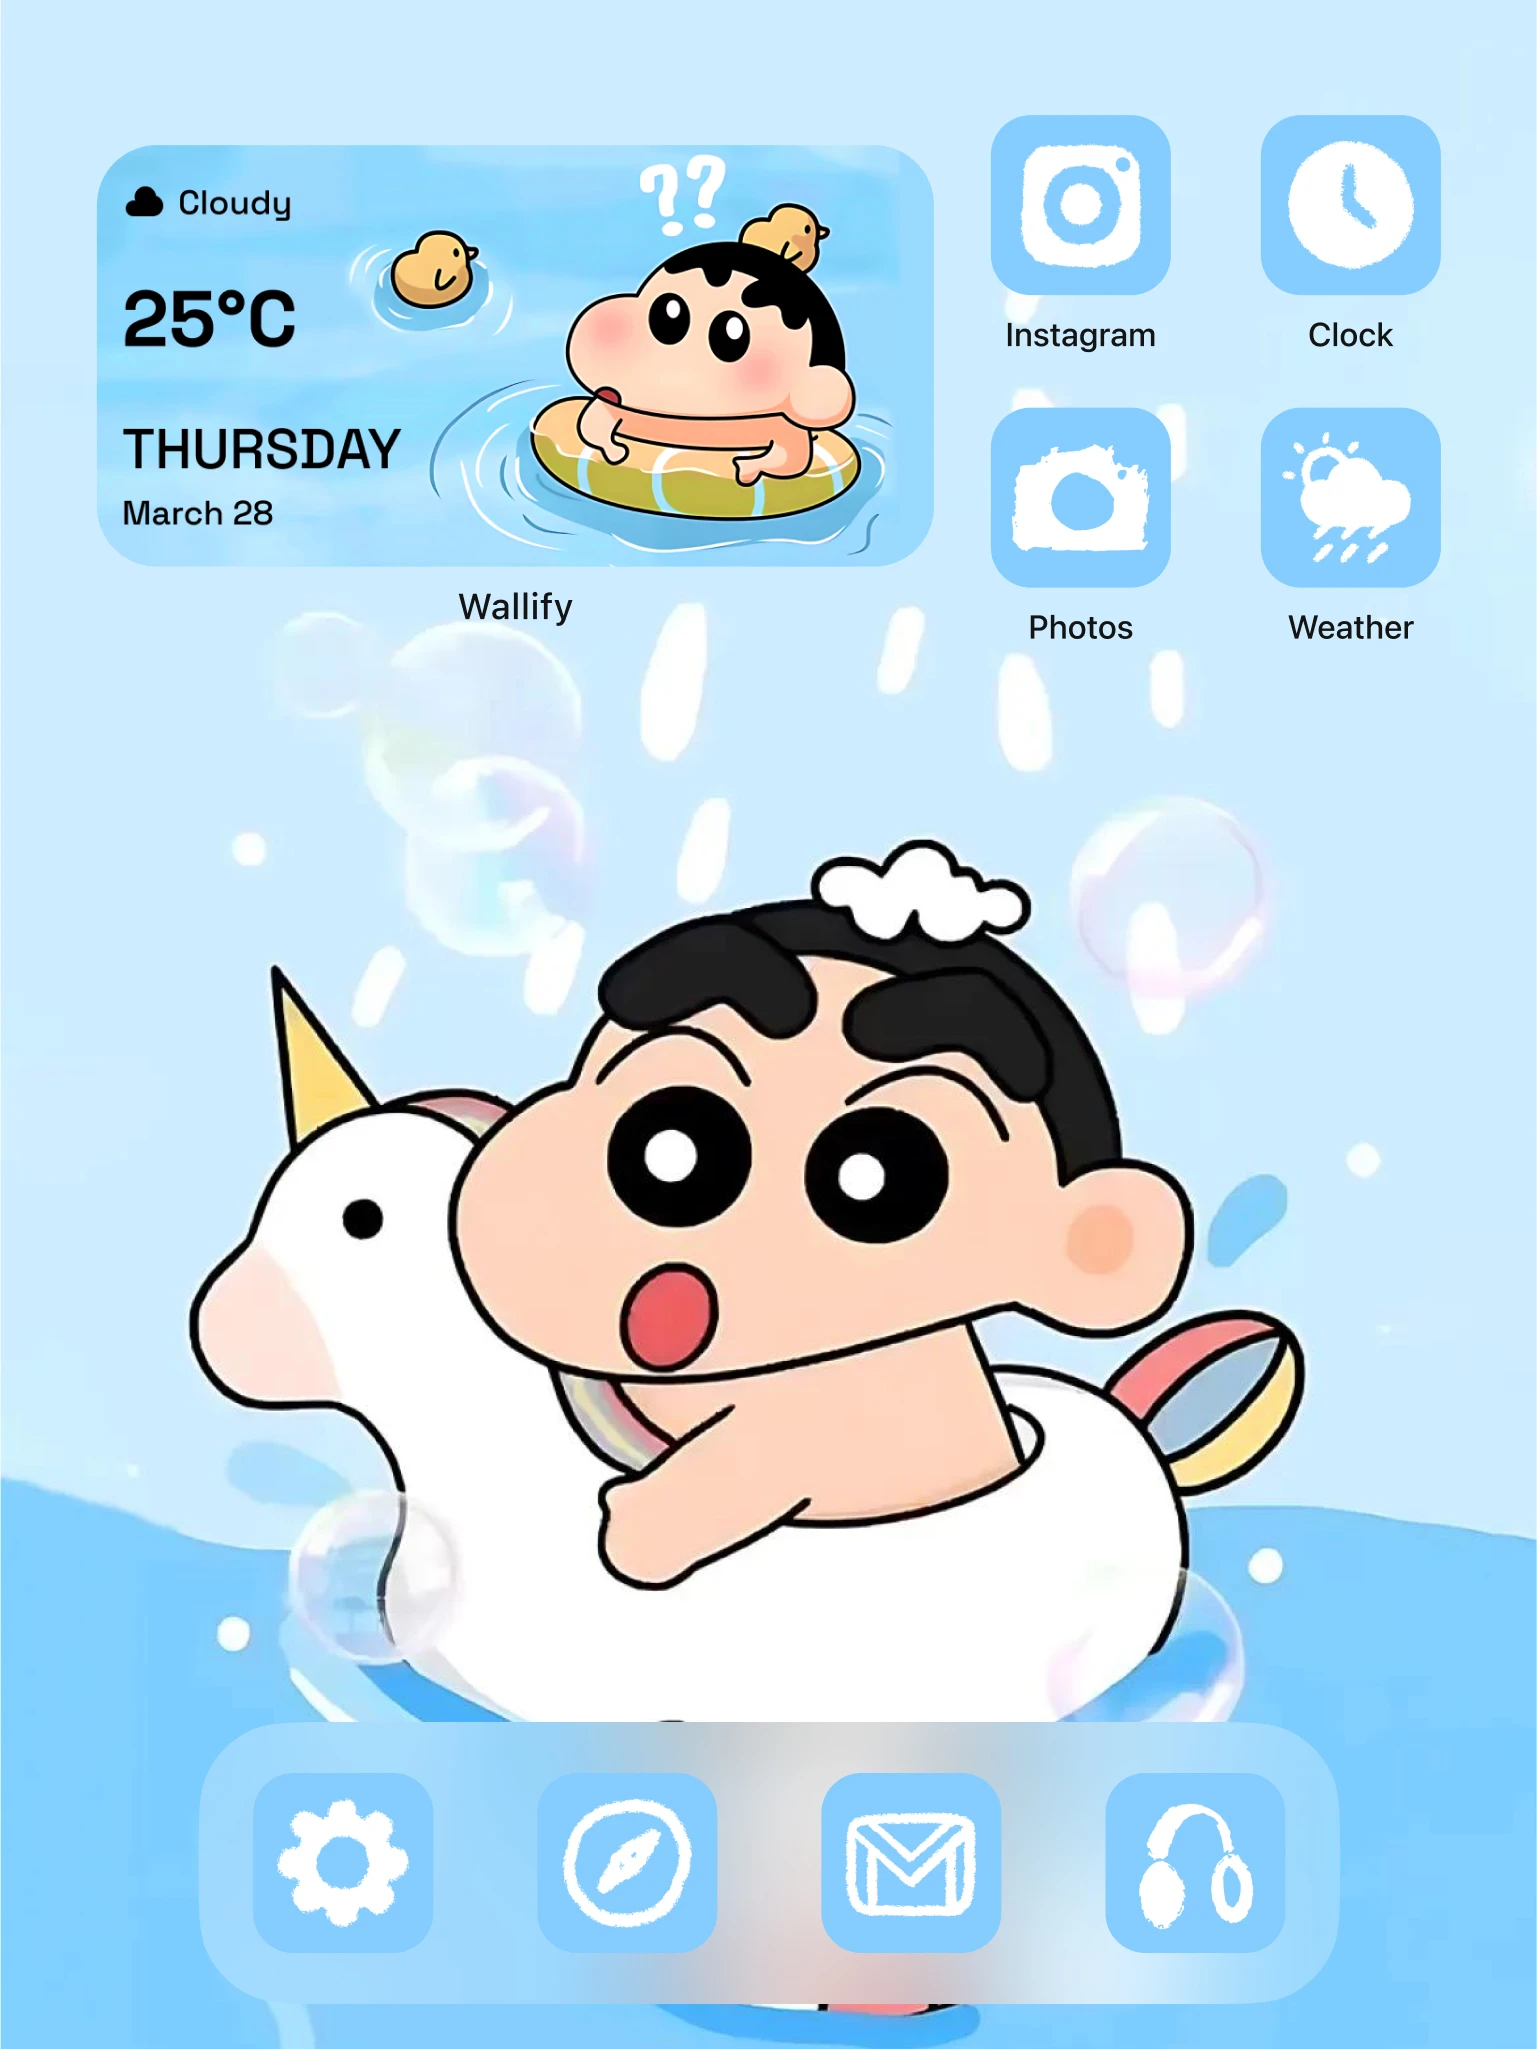 Cloudy
25°C
THURSDAY
March 28
Wallify
??
Instagram
Clock
Photos
Weather